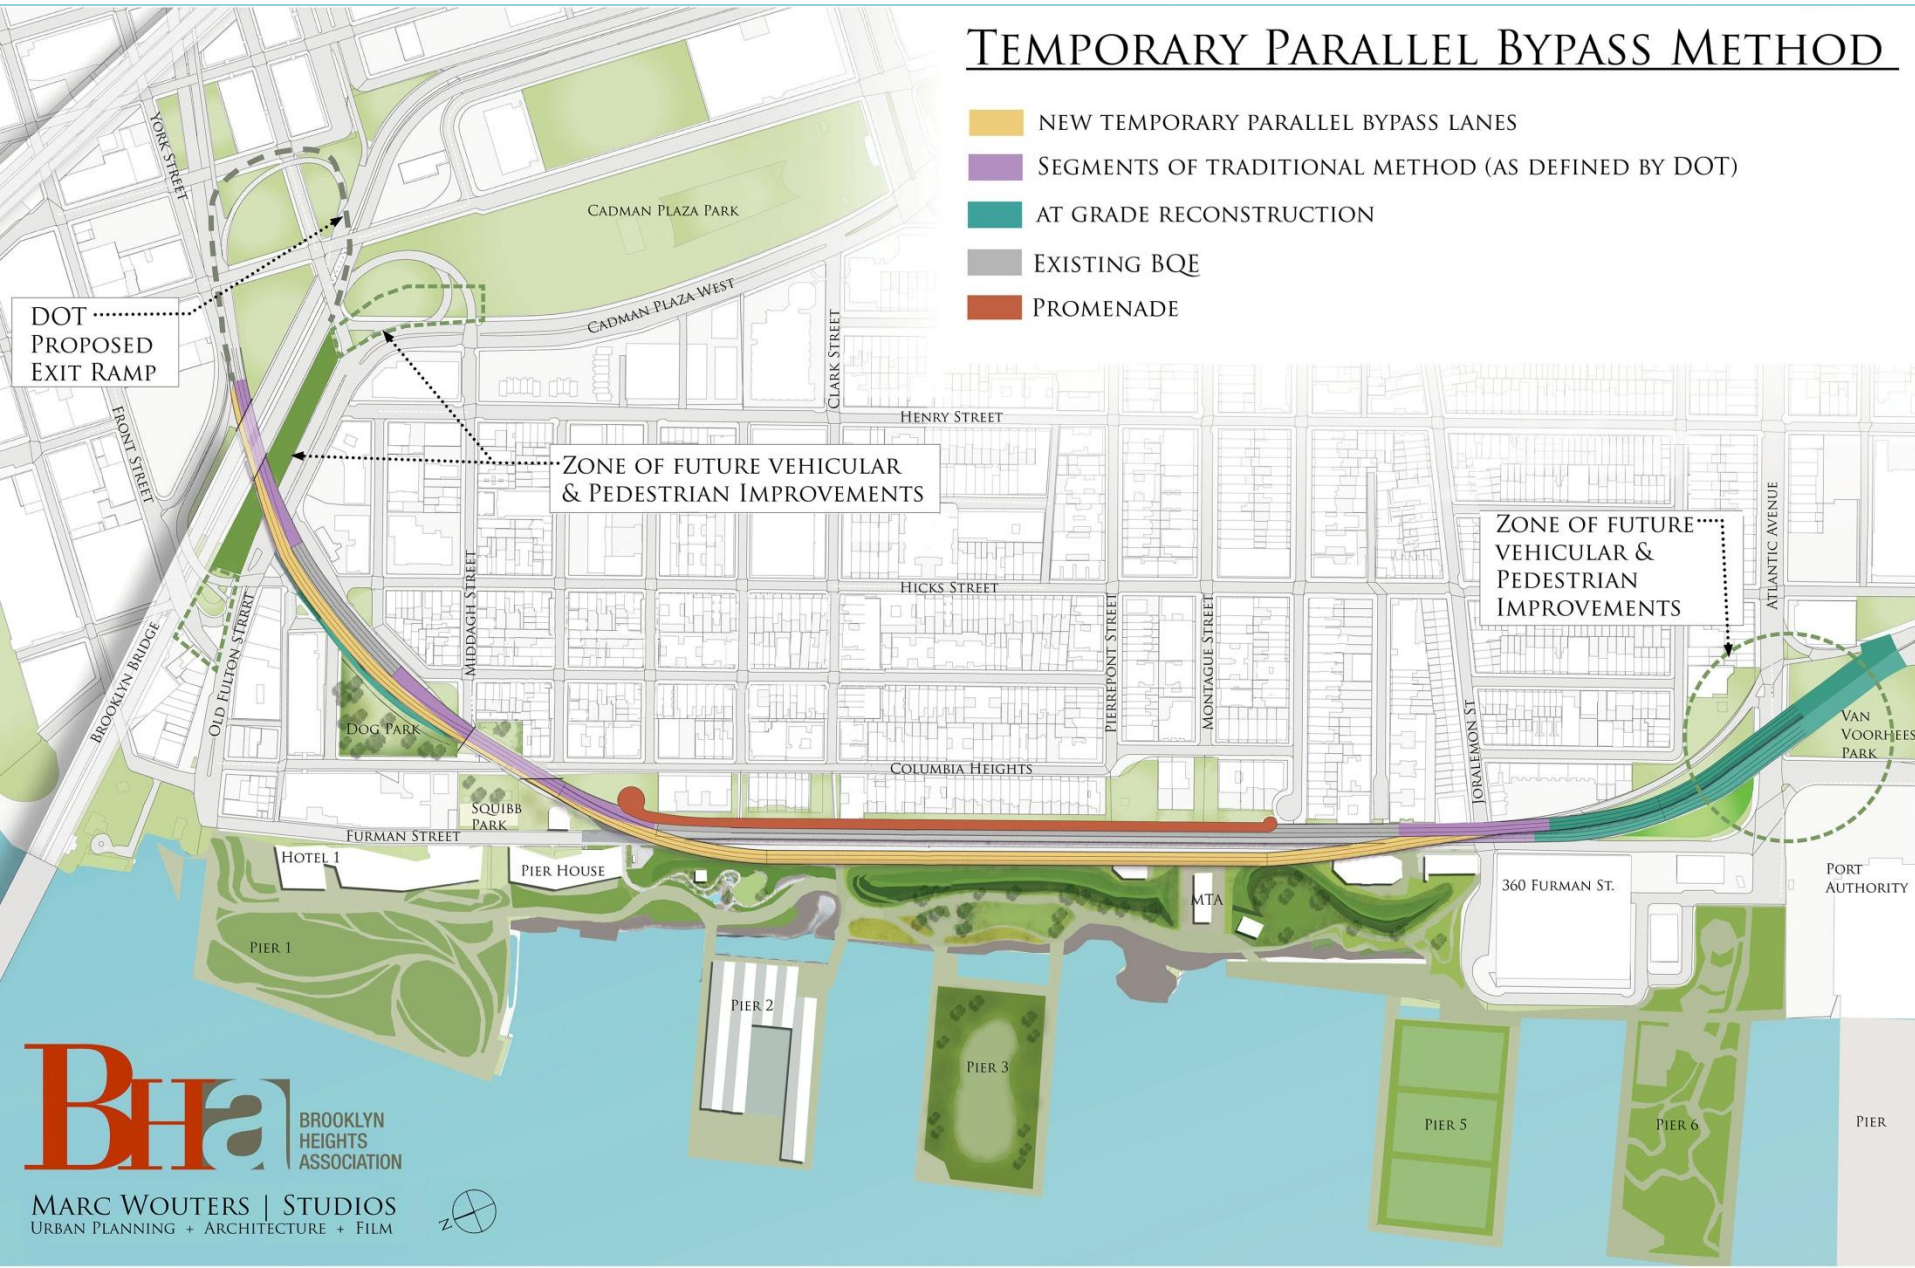 TEMPORARY PARALLEL BYPASS METHOD
NEW TEMPORARY PARALLEL BYPASS LANES
SEGMENTS OF TRADITIONAL METHOD (AS DEFINED BY DOT)
AT GRADE RECONSTRUCTION
EXISTING BQE
PROMENADE
YORK STREET
CADMAN PLAZA PARK
CADMAN PLAZA WEST
CLARK STREET
DOT
PROPOSED
EXIT RAMP
FRONT STREET
HENRY STREET
ZONE OF FUTURE VEHICULAR
& PEDESTRIAN IMPROVEMENTS
ZONE OF FUTURE
VEHICULAR &
PEDESTRIAN
IMPROVEMENTS
ATLANTIC AVENUE
HICKS STREET
MIDDAGH STREET
PIERREPONT STREET
MONTAGUE STREET
BROOKLYN BRIDGE
OLD FULTON STRRRT
DOG PARK
JORALEMON ST
VAN
VOORHEES
PARK
COLUMBIA HEIGHTS
SQUIBB
PARK
FURMAN STREET
HOTEL 1
PIER HOUSE
MTA
360 FURMAN ST.
PORT
AUTHORITY
PIER 1
PIER 2
PIER 3
PIER 5
PIER 6
PIER
BHa
BROOKLYN
HEIGHTS
ASSOCIATION
MARC WOUTERS | STUDIOS
URBAN PLANNING + ARCHITECTURE + FILM
N